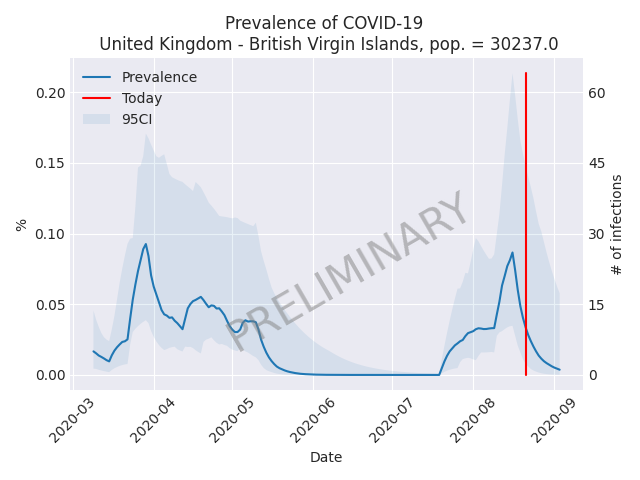 Prevalence of COVID-19
United Kingdom - British Virgin Islands, pop. = 30237.0
Prevalence
Today
95CI
0.20
0.15
0.10
0.05
0.00
%
60
45
30
15
0
# of infections
PRELIMINARY
2020-03
2020-04
2020-05
2020-06
2020-07
2020-08
2020-09
Date